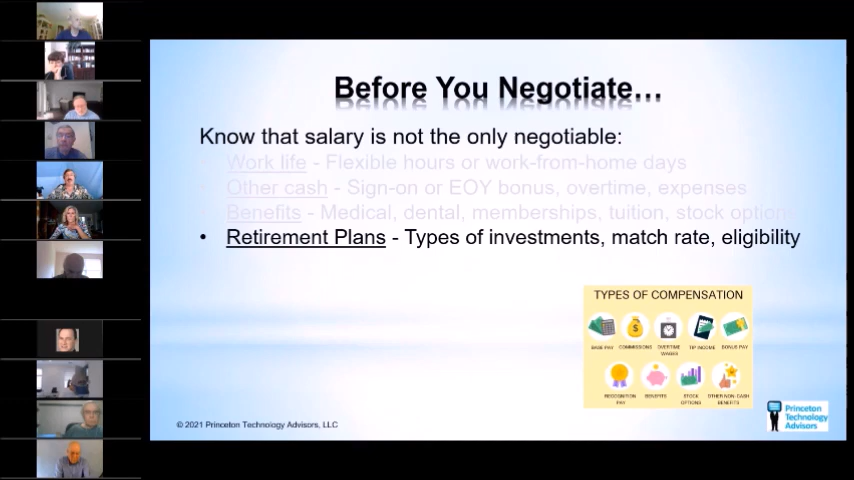 Before You Negotiate…
Know that salary is not the only negotiable:
Work life - Flexible hours or work-from-home days
Other cash - Sign-on or EOY bonus, overtime, expenses
Benefits - Medical, dental, memberships, tuition, stock options
• Retirement Plans - Types of investments, match rate, eligibility
TYPES OF COMPENSATION
BASE PAY COMMISSIONS OVERTIME WAGES TIP INCOME BONUS PAY
RECOGNITION PAY BENEFITS STOCK OPTIONS OTHER NON-CASH BENEFITS
© 2021 Princeton Technology Advisors, LLC
Princeton
Technology
Advisors